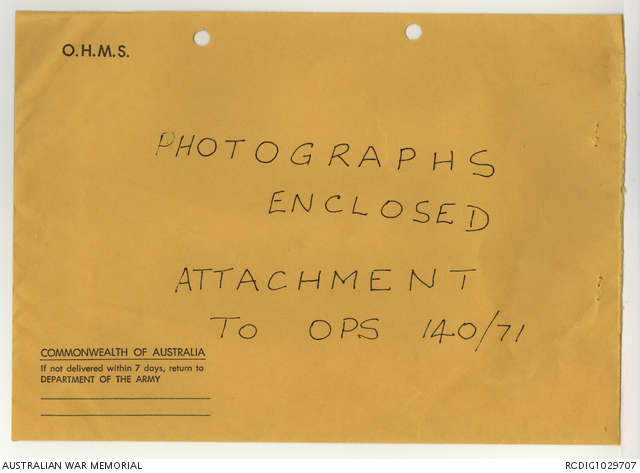 O.H.M.S.
PHOTOGRAPHS
ENCLOSED
ATTACHMENT
TO OPS 140/71
COMMONWEALTH OF AUSTRALIA
If not delivered within 7 days, return to
DEPARTMENT OF THE ARMY
AUSTRALIAN WAR MEMORIAL
RCDIG1029707